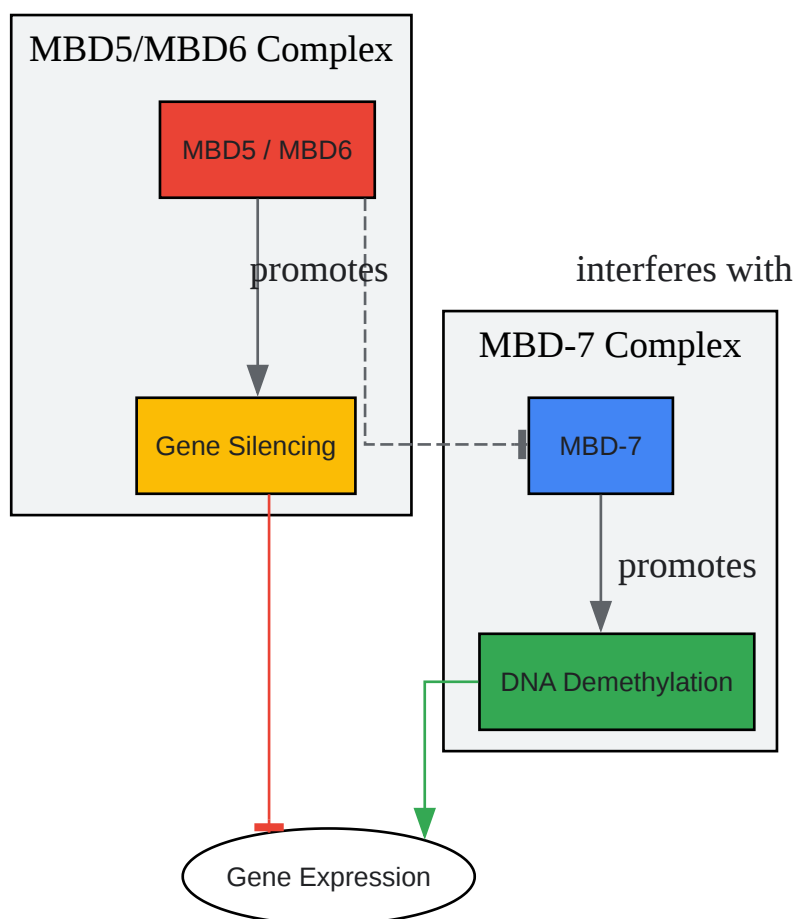 MBD5/MBD6 Complex
MBD5 / MBD6
promotes
interferes with
MBD-7 Complex
Gene Silencing
MBD-7
promotes
DNA Demethylation
Gene Expression